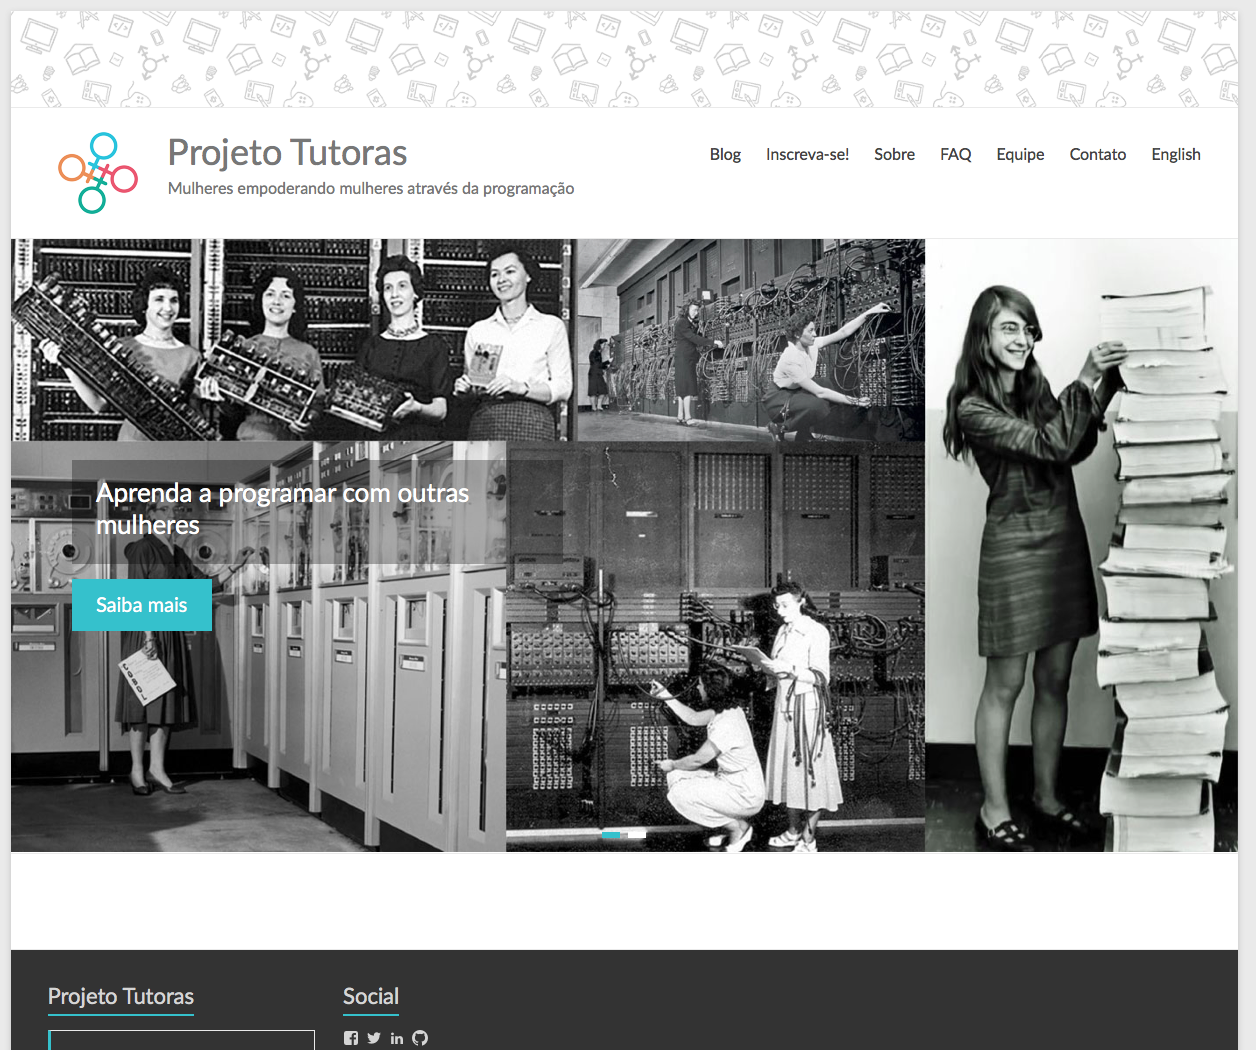 Projeto Tutoras
Mulheres empoderando mulheres através da programação
Blog
Inscreva-se!
Sobre
FAQ
Equipe
Contato
English
Aprenda a programar com outras
mulheres
Saiba mais
COBOL
Projeto Tutoras
Social